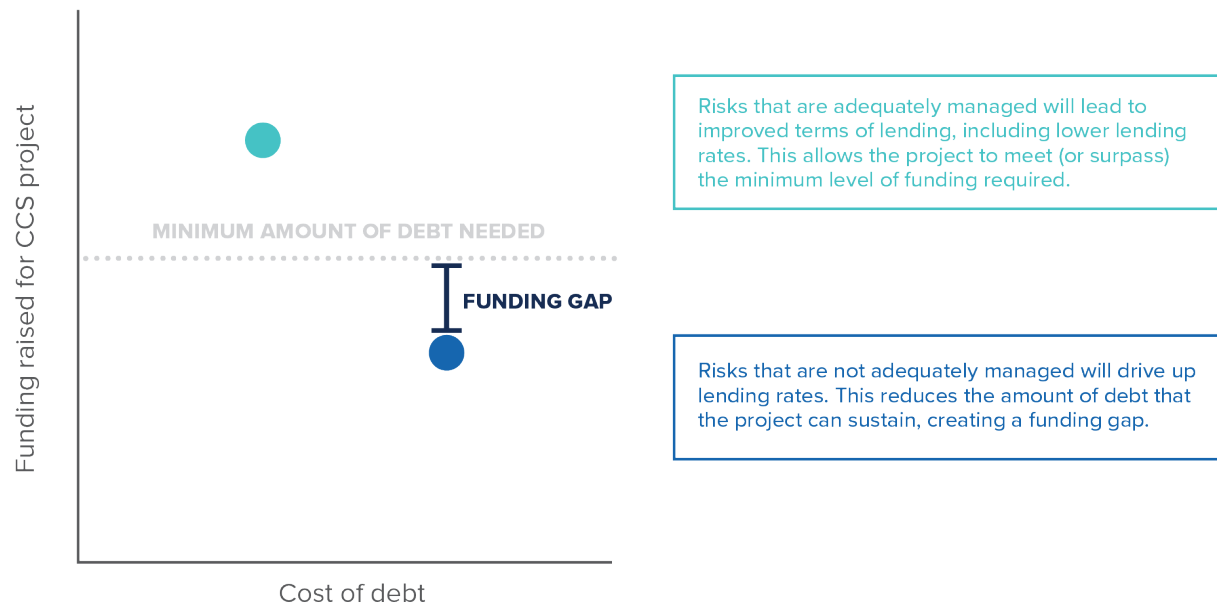 Funding raised for CCS project
MINIMUM AMOUNT OF DEBT NEEDED
FUNDING GAP
Cost of debt
Risks that are adequately managed will lead to
improved terms of lending, including lower lending
rates. This allows the project to meet (or surpass)
the minimum level of funding required.
Risks that are not adequately managed will drive up
lending rates. This reduces the amount of debt that
the project can sustain, creating a funding gap.